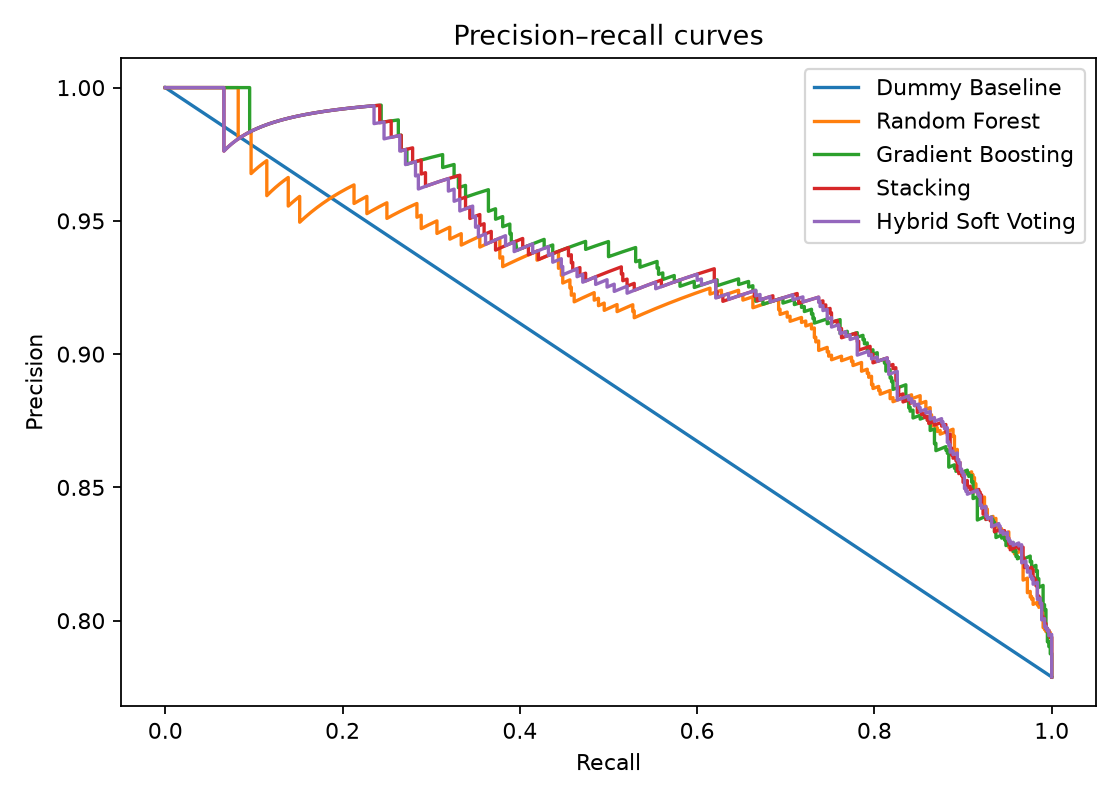 Precision–recall curves
Dummy Baseline
Random Forest
Gradient Boosting
Stacking
Hybrid Soft Voting
1.00
0.95
0.90
0.85
0.80
Precision
0.0 0.2 0.4 0.6 0.8 1.0
Recall